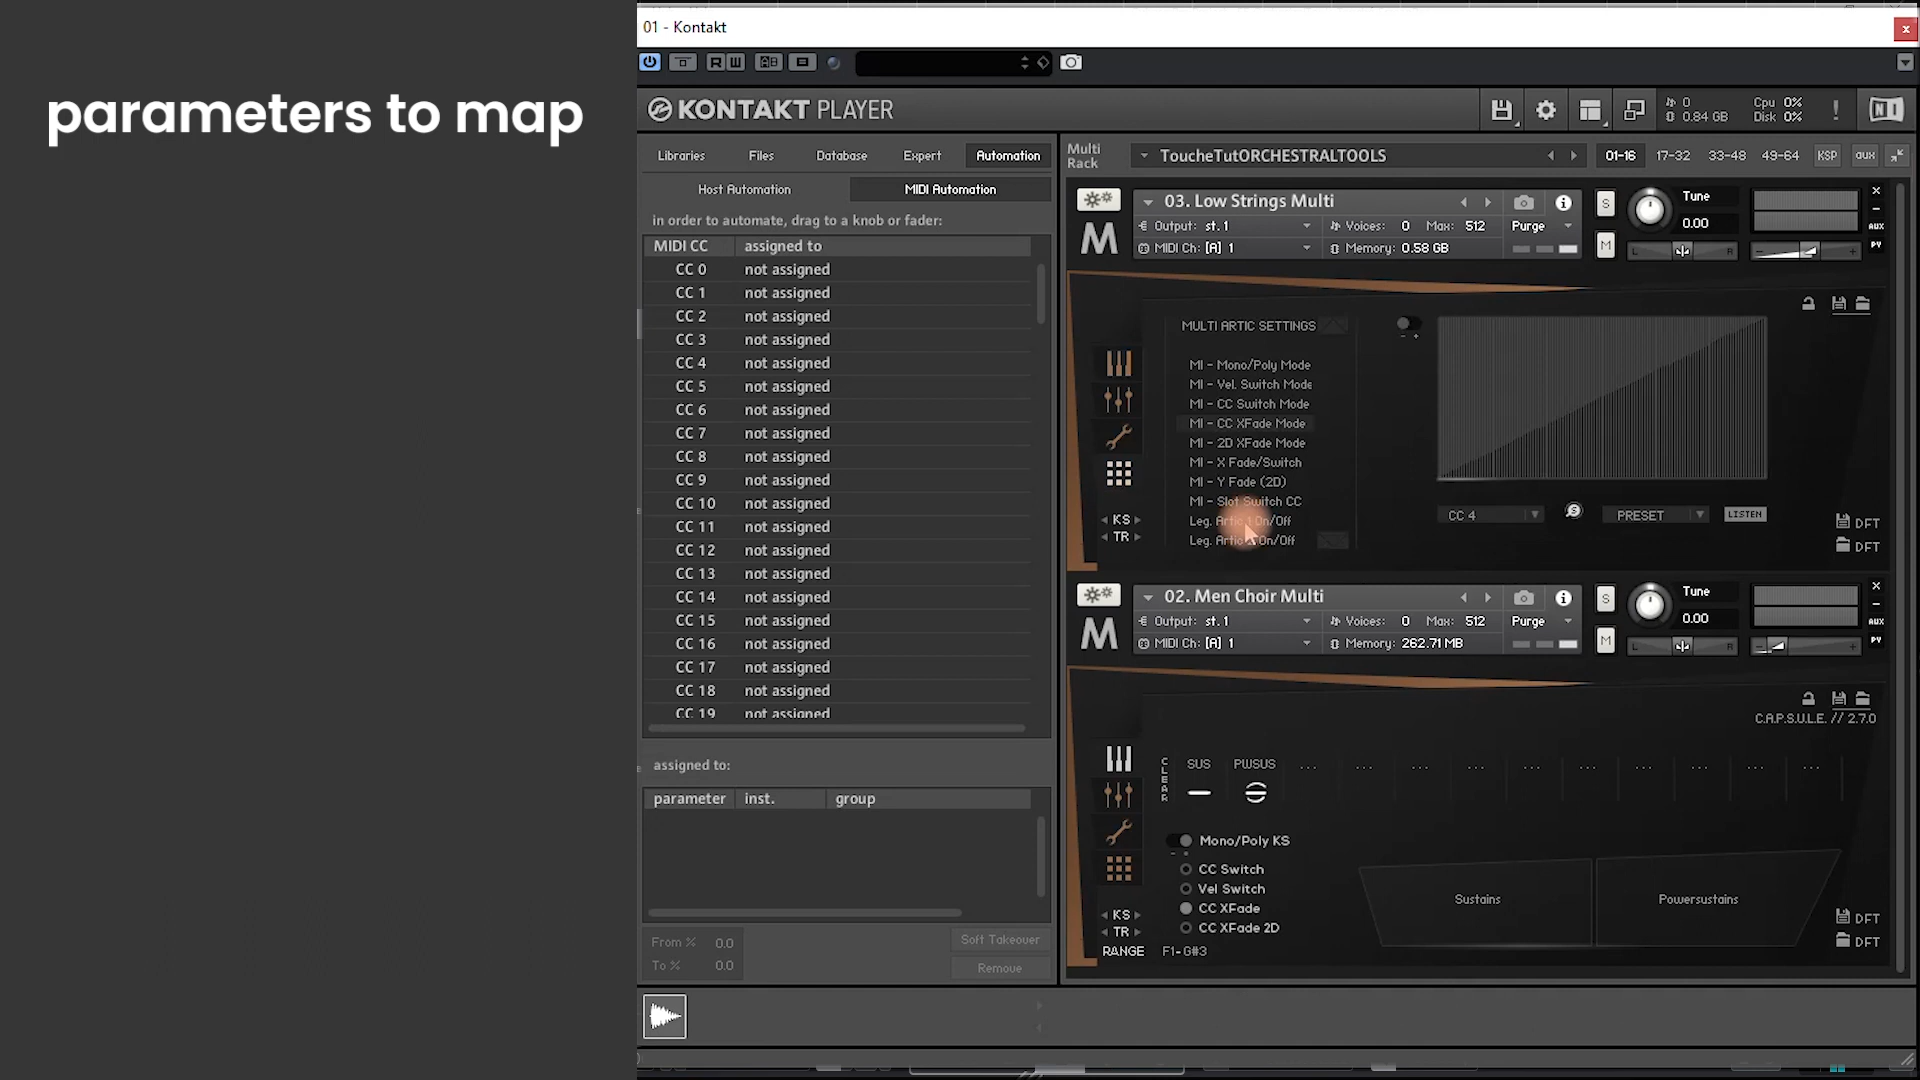 parameters to map
01 - Kontakt
R W
AB
KONTAKT PLAYER
0
0.84 GB
Cpu 0%
Disk 0%
!
Libraries Files Database Expert Automation
Host Automation MIDI Automation
in order to automate, drag to a knob or fader:
MIDI CC assigned to
CC 0 not assigned
CC 1 not assigned
CC 2 not assigned
CC 3 not assigned
CC 4 not assigned
CC 5 not assigned
CC 6 not assigned
CC 7 not assigned
CC 8 not assigned
CC 9 not assigned
CC 10 not assigned
CC 11 not assigned
CC 12 not assigned
CC 13 not assigned
CC 14 not assigned
CC 15 not assigned
CC 16 not assigned
CC 17 not assigned
CC 18 not assigned
CC 19 not assigned
assigned to:
parameter inst. group
From % 0.0
To % 0.0
Soft Takeover
Remove
Multi
Rack
ToucheTutORCHESTRALTOOLS
01-16 17-32 33-48 49-64 KSP aux
03. Low Strings Multi
Output: st. 1 Voices: 0 Max: 512 Purge
MIDI Ch: [A] 1 Memory: 0.58 GB
S
M
Tune
0.00
L R
AUX
PV
MULTI ARTIC SETTINGS
MI - Mono/Poly Mode
MI - Vel. Switch Mode
MI - CC Switch Mode
MI - CC XFade Mode
MI - 2D XFade Mode
MI - X Fade/Switch
MI - Y Fade (2D)
MI - Slot Switch CC
Leg. Artic 1 On/Off
Leg. Artic On/Off
KS
TR
CC 4
PRESET
LISTEN
DFT
DFT
02. Men Choir Multi
Output: st. 1 Voices: 0 Max: 512 Purge
MIDI Ch: [A] 1 Memory: 262.71 MB
S
M
Tune
0.00
L R
AUX
PV
C.A.P.S.U.L.E. // 2.7.0
CLEAR
SUS PWSUS
Mono/Poly KS
CC Switch
Vel Switch
CC XFade
CC XFade 2D
Sustains
Powersustains
KS
TR
RANGE F1-G#3
DFT
DFT